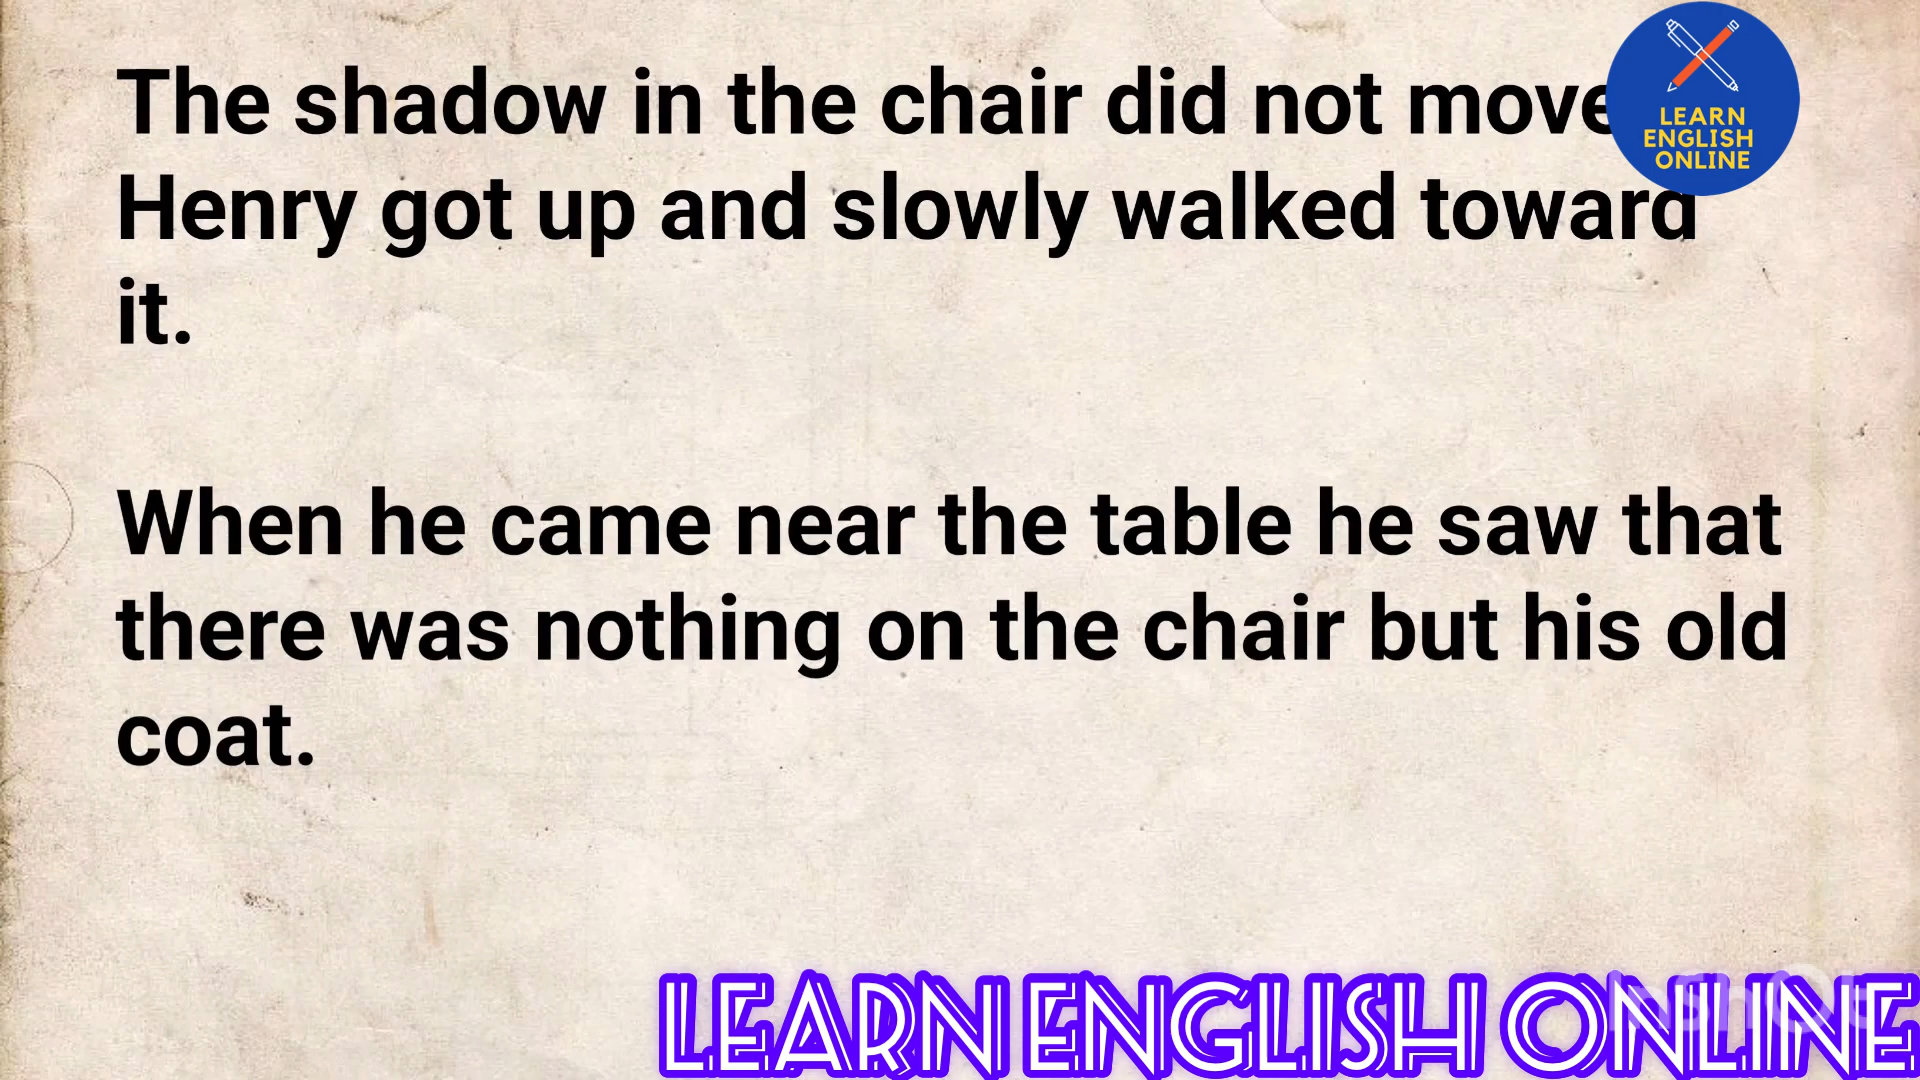 The shadow in the chair did not move
Henry got up and slowly walked toward
it.
When he came near the table he saw that
there was nothing on the chair but his old
coat.
LEARN
ENGLISH
ONLINE
LEARN ENGLISH ONLINE